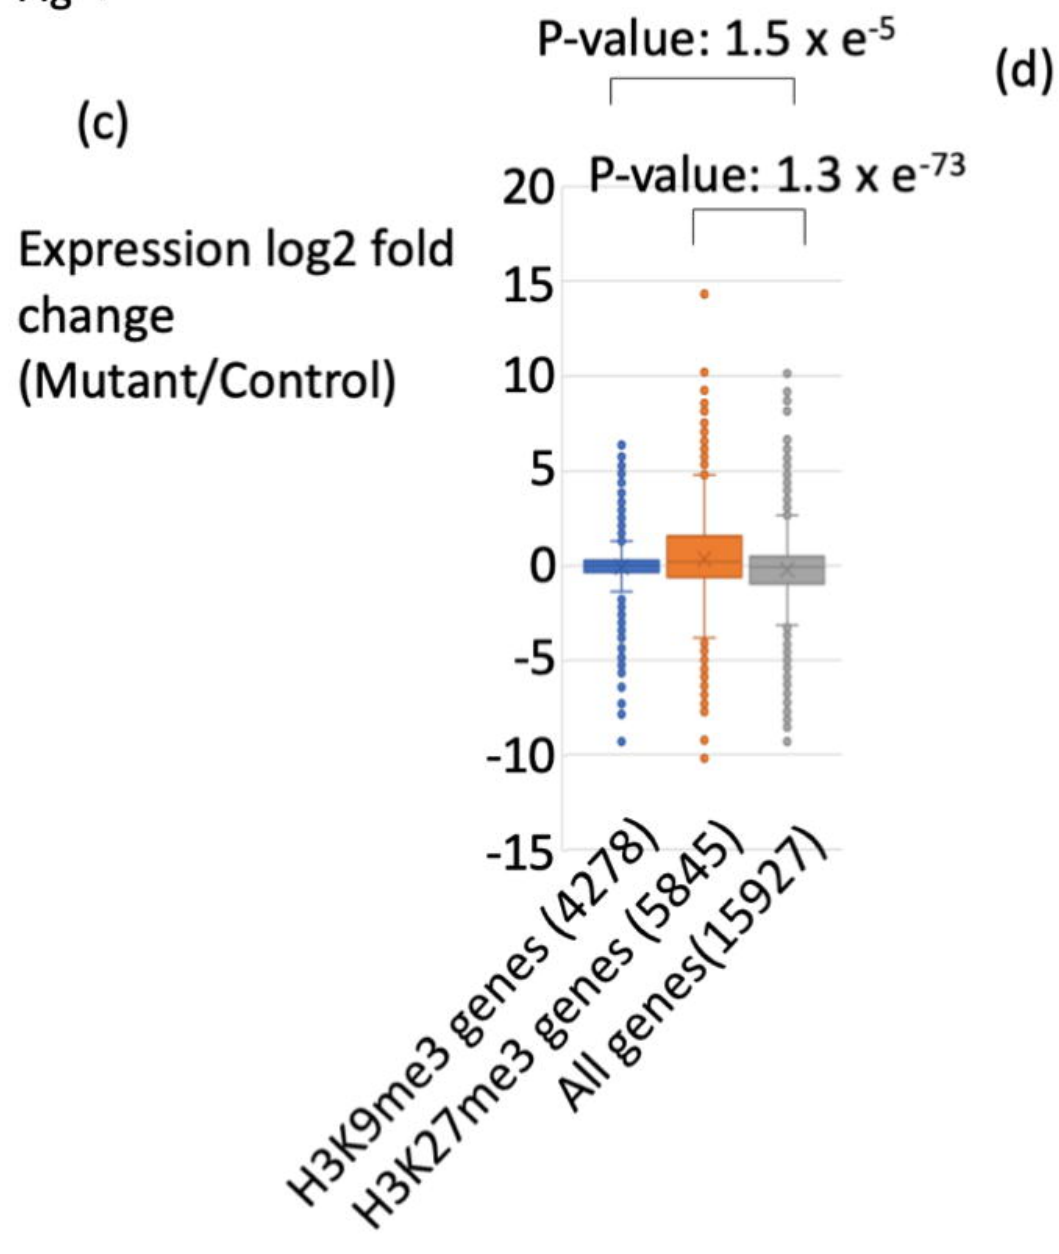 P-value: 1.5 x e-5
(d)
(c)
P-value: 1.3 x e-73
Expression log2 fold
change
(Mutant/Control)
20
15
10
5
0
-5
-10
-15
H3K9me3 genes (4278)
H3K27me3 genes (5845)
All genes(15927)